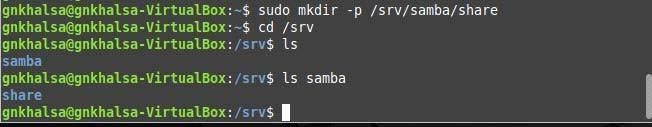 gnkhalsa@gnkhalsa-VirtualBox:~$ sudo mkdir -p /srv/samba/share
gnkhalsa@gnkhalsa-VirtualBox:~$ cd /srv
gnkhalsa@gnkhalsa-VirtualBox:/srv$ ls
samba
gnkhalsa@gnkhalsa-VirtualBox:/srv$ ls samba
share
gnkhalsa@gnkhalsa-VirtualBox:/srv$